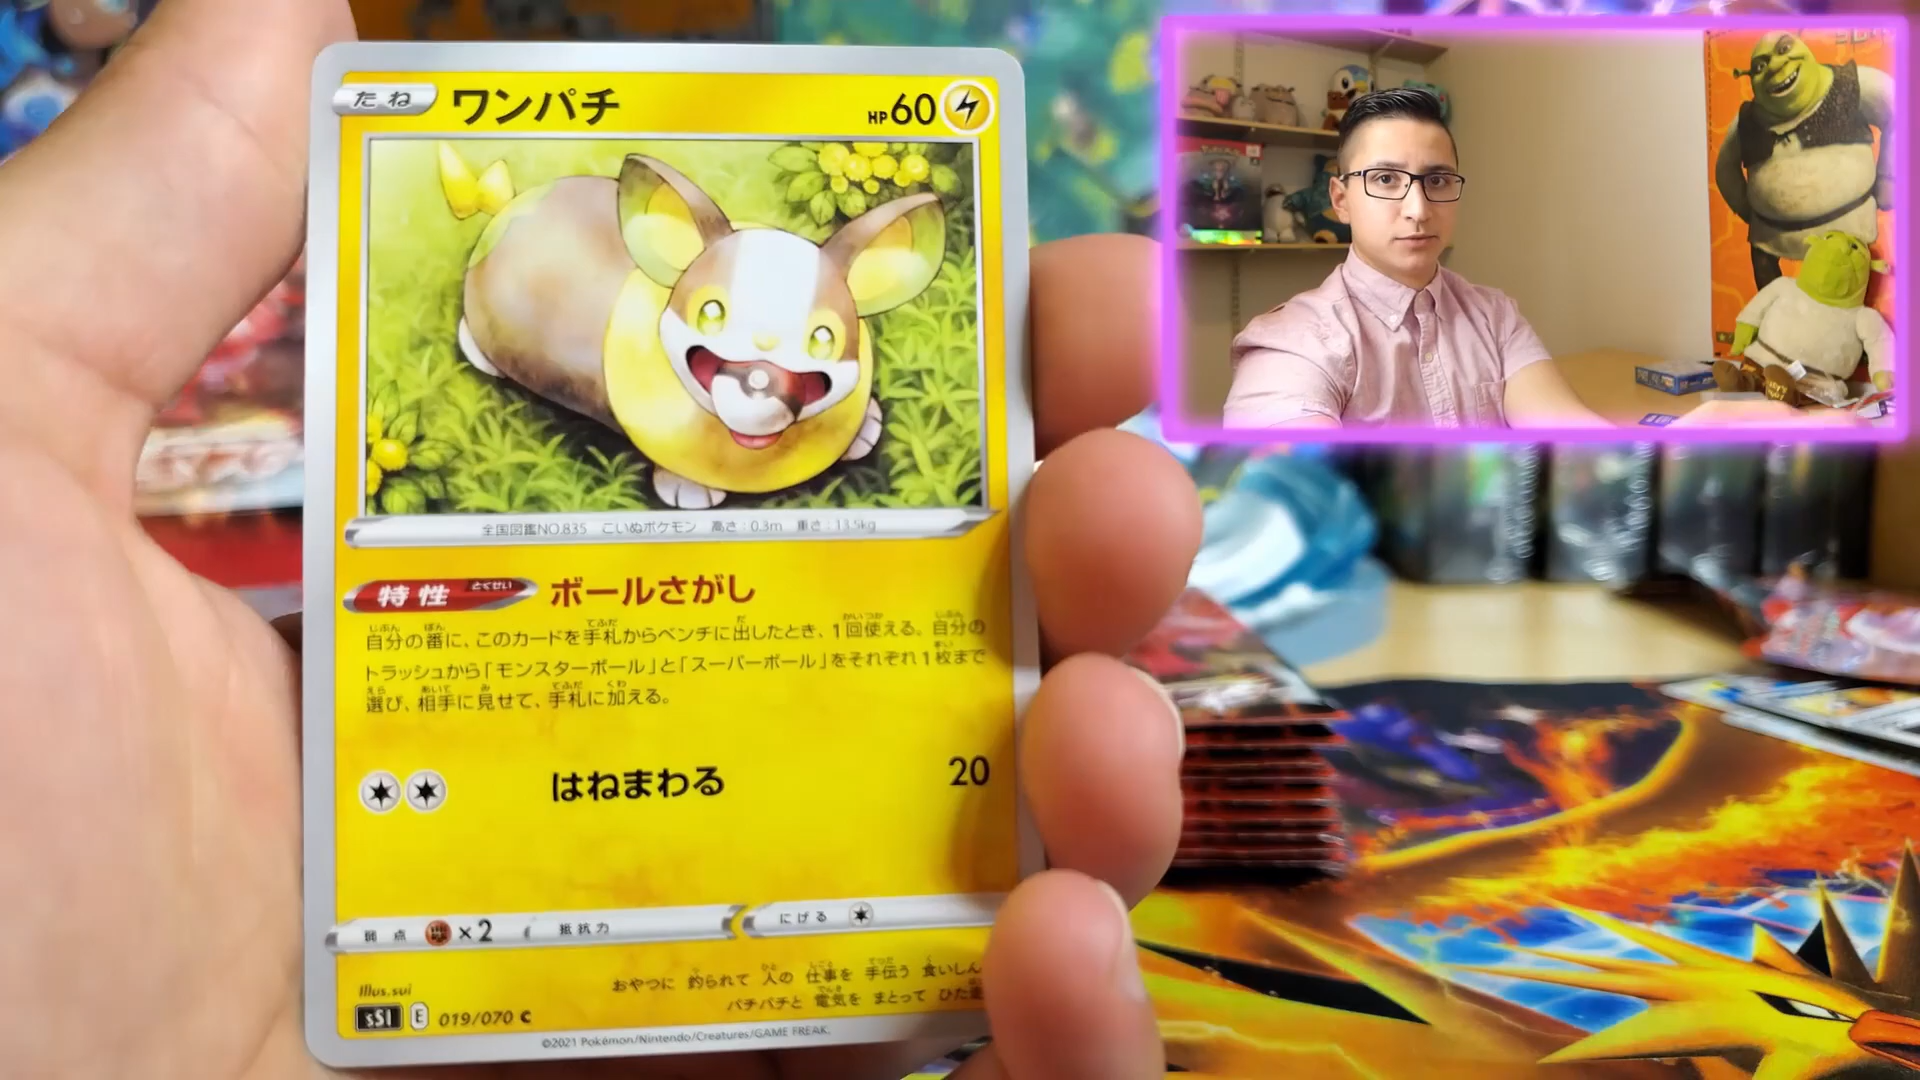 たね ワンパチ HP60
全国図鑑NO.835 こいぬポケモン 高さ:0.3m 重さ:13.5kg
特性 とくせい ボールさがし
自分の番に、このカードを手札からベンチに出したとき、1回使える。自分の
トラッシュから「モンスターボール」と「スーパーボール」をそれぞれ1枚まで
選び、相手に見せて、手札に加える。
はねまわる 20
弱点 ×2 抵抗力 にげる
おやつに 釣られて 人の 仕事を 手伝う 食いしん
パチパチと 電気を まとって ひた走
Illus.sui
s5I E 019/070 C
©2021 Pokémon/Nintendo/Creatures/GAME FREAK.